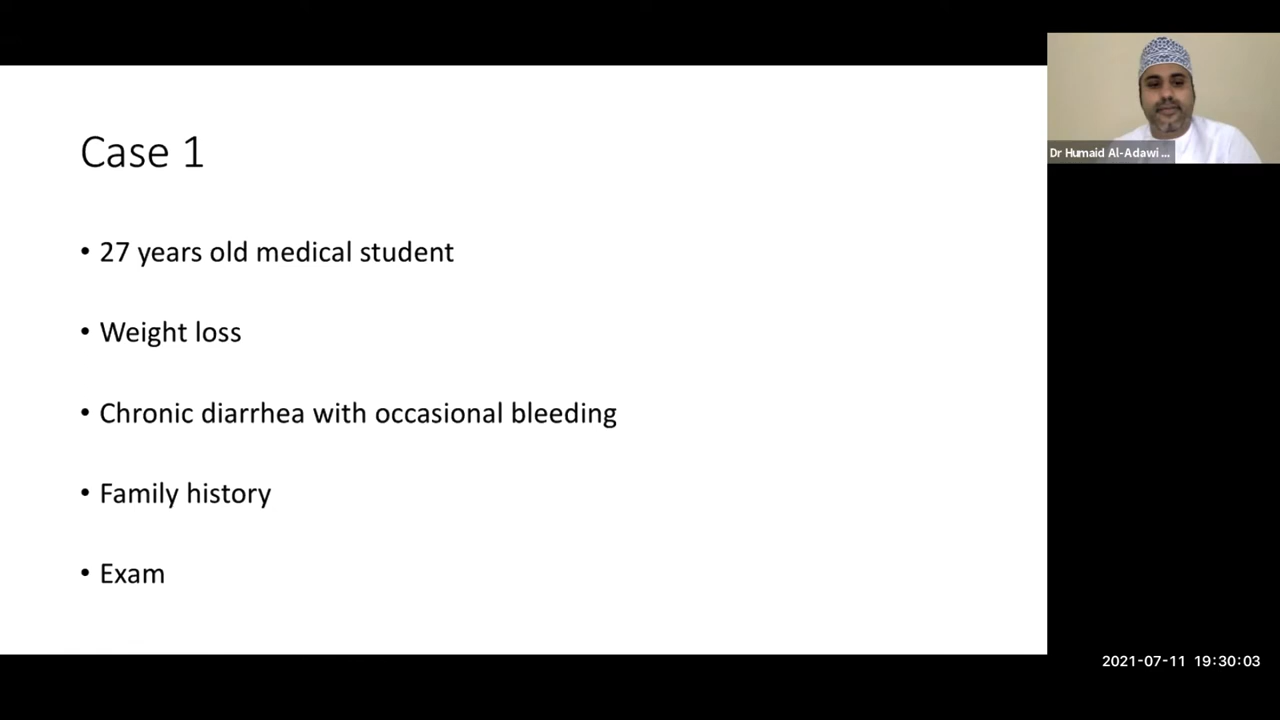 Case 1
• 27 years old medical student
• Weight loss
• Chronic diarrhea with occasional bleeding
• Family history
• Exam
Dr Humaid Al-Adawi ...
2021-07-11 19:30:03